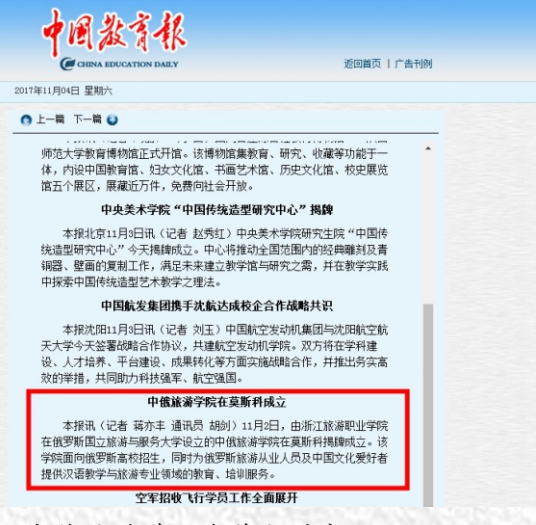 中国教育报
CHINA EDUCATION DAILY
返回首页 | 广告刊例
2017年11月04日 星期六
上一篇 下一篇
师范大学教育博物馆正式开馆。该博物馆集教育、研究、收藏等功能于一
体，内设中国教育馆、妇女文化馆、书画艺术馆、历史文化馆、校史展览
馆五个展区，展藏近万件，免费向社会开放。
中央美术学院“中国传统造型研究中心”揭牌
本报北京11月3日讯（记者 赵秀红）中央美术学院研究生院“中国传
统造型研究中心”今天揭牌成立。中心将推动全国范围内的经典雕刻及青
铜器、壁画的复制工作，满足未来建立教学馆与研究之需，并在教学实践
中探索中国传统造型艺术教学之理法。
中国航发集团携手沈航达成校企合作战略共识
本报沈阳11月3日讯（记者 刘玉）中国航空发动机集团与沈阳航空航
天大学今天签署战略合作协议，共建航空发动机学院。双方将在学科建
设、人才培养、平台建设、成果转化等方面实施战略合作，并推出务实高
效的举措，共同助力科技强军、航空强国。
中俄旅游学院在莫斯科成立
本报讯（记者 蒋亦丰 通讯员 胡剑）11月2日，由浙江旅游职业学院
在俄罗斯国立旅游与服务大学设立的中俄旅游学院在莫斯科揭牌成立。该
学院面向俄罗斯高校招生，同时为俄罗斯旅游从业人员及中国文化爱好者
提供汉语教学与旅游专业领域的教育、培训服务。
空军招收飞行学员工作全面展开